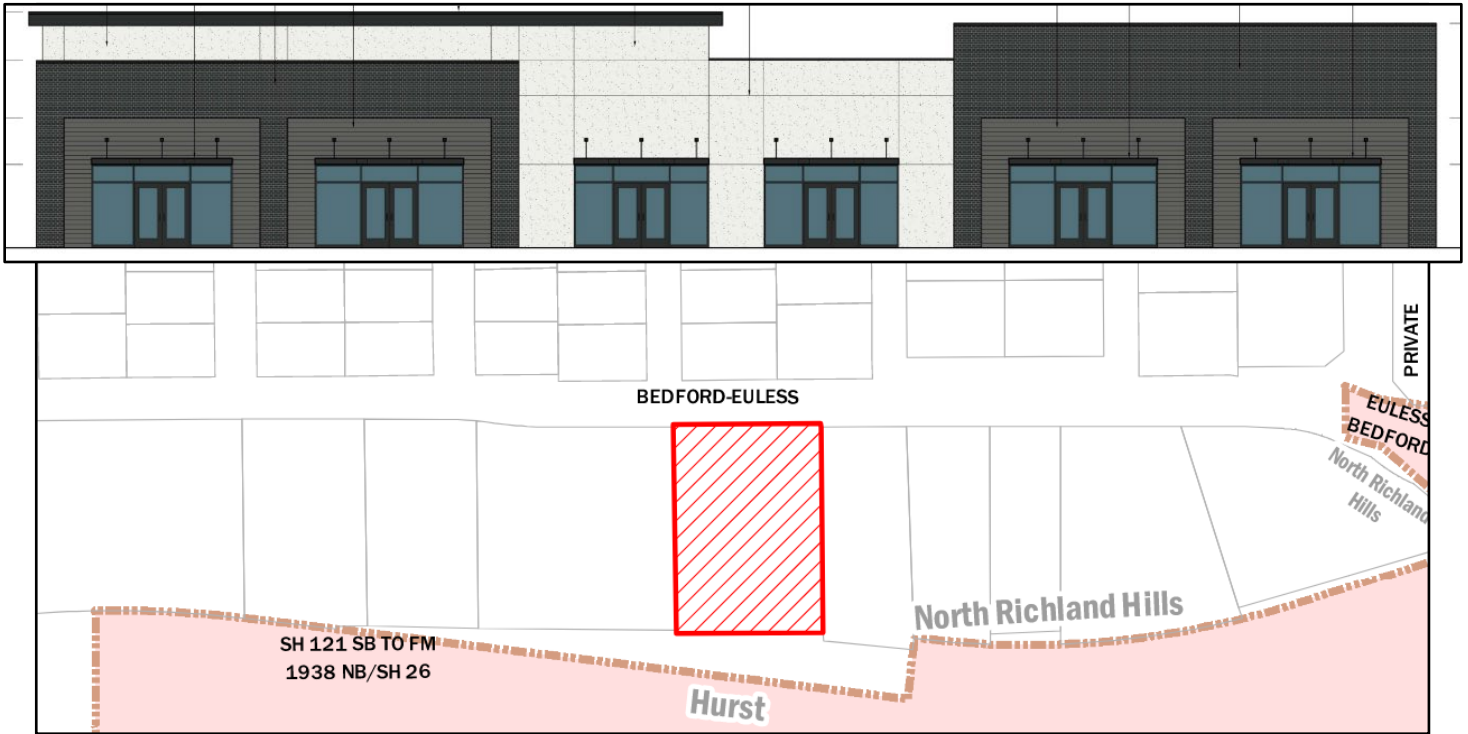 PRIVATE
BEDFORD-EULESS
EULESS
BEDFORD
North Richland
Hills
North Richland Hills
SH 121 SB TO FM
1938 NB/SH 26
Hurst